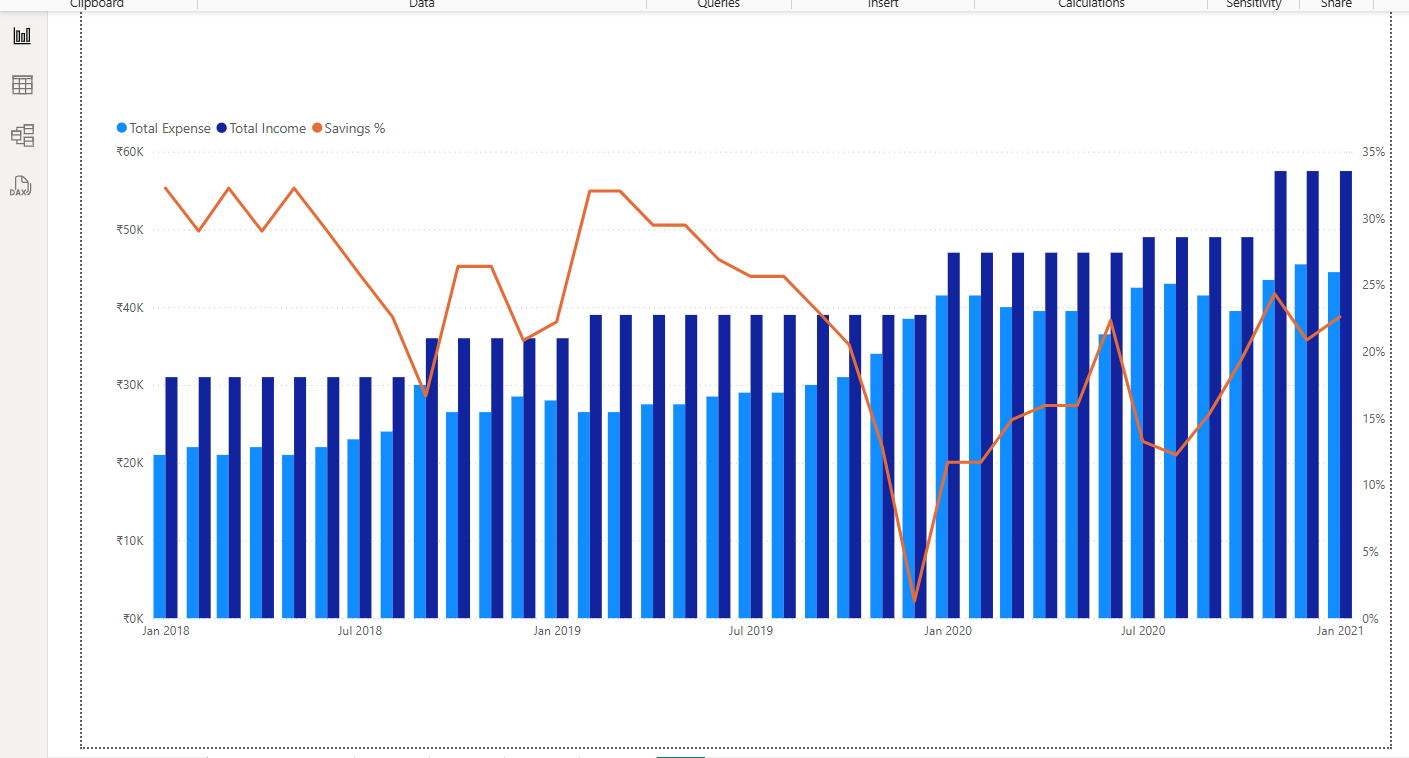 Clipboard Data Queries Insert Calculations Sensitivity Share
DAX
Total Expense Total Income Savings %
₹60K 35%
30%
₹50K
25%
₹40K
20%
₹30K
15%
₹20K
10%
₹10K
5%
₹0K 0%
Jan 2018 Jul 2018 Jan 2019 Jul 2019 Jan 2020 Jul 2020 Jan 2021